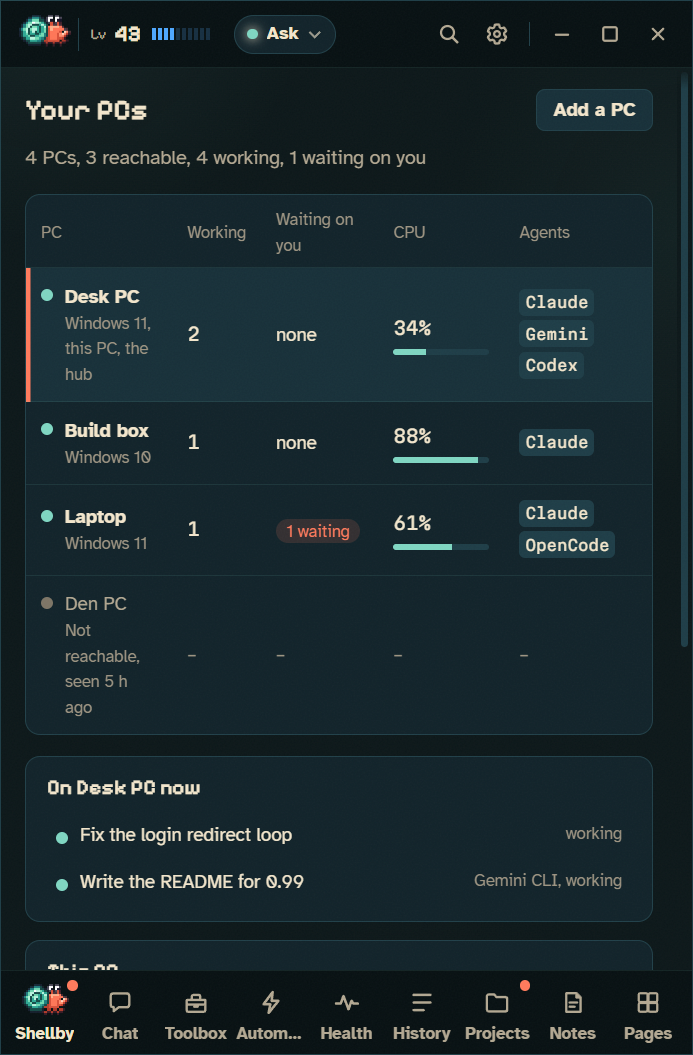 Lv 43
Ask
Your PCs
Add a PC
4 PCs, 3 reachable, 4 working, 1 waiting on you
PC Working Waiting on you CPU Agents
Desk PC
Windows 11, this PC, the hub
2
none
34%
Claude
Gemini
Codex
Build box
Windows 10
1
none
88%
Claude
Laptop
Windows 11
1
1 waiting
61%
Claude
OpenCode
Den PC
Not reachable, seen 5 h ago
–
–
–
–
On Desk PC now
Fix the login redirect loop working
Write the README for 0.99 Gemini CLI, working
Shellby Chat Toolbox Autom... Health History Projects Notes Pages